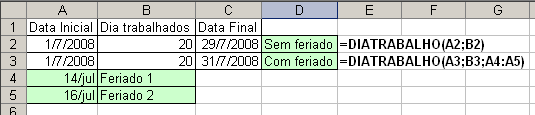 A B C D E F G
1 Data Inicial Dia trabalhados Data Final
2 1/7/2008 20 29/7/2008 Sem feriado =DIATRABALHO(A2;B2)
3 1/7/2008 20 31/7/2008 Com feriado =DIATRABALHO(A3;B3;A4:A5)
4 14/jul Feriado 1
5 16/jul Feriado 2
6